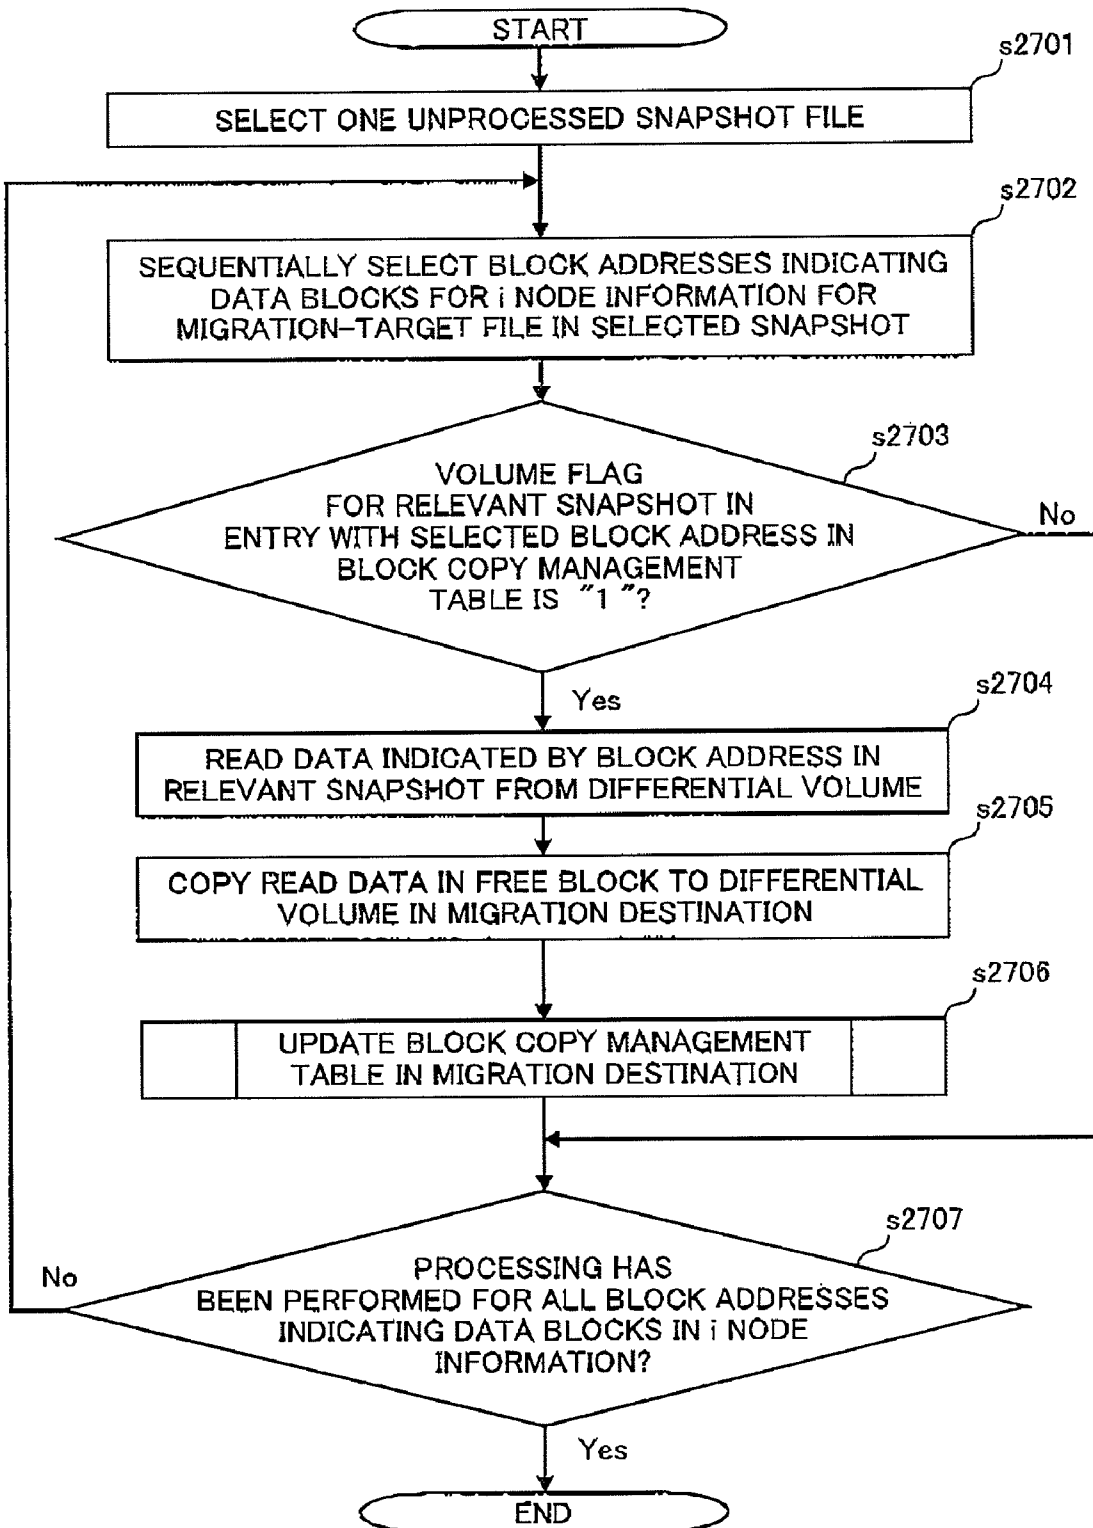 START
s2701
SELECT ONE UNPROCESSED SNAPSHOT FILE
s2702
SEQUENTIALLY SELECT BLOCK ADDRESSES INDICATING
DATA BLOCKS FOR i NODE INFORMATION FOR
MIGRATION-TARGET FILE IN SELECTED SNAPSHOT
s2703
VOLUME FLAG
FOR RELEVANT SNAPSHOT IN
ENTRY WITH SELECTED BLOCK ADDRESS IN
BLOCK COPY MANAGEMENT
TABLE IS "1"?
No
Yes
s2704
READ DATA INDICATED BY BLOCK ADDRESS IN
RELEVANT SNAPSHOT FROM DIFFERENTIAL VOLUME
s2705
COPY READ DATA IN FREE BLOCK TO DIFFERENTIAL
VOLUME IN MIGRATION DESTINATION
s2706
UPDATE BLOCK COPY MANAGEMENT
TABLE IN MIGRATION DESTINATION
s2707
No
PROCESSING HAS
BEEN PERFORMED FOR ALL BLOCK ADDRESSES
INDICATING DATA BLOCKS IN i NODE
INFORMATION?
Yes
END